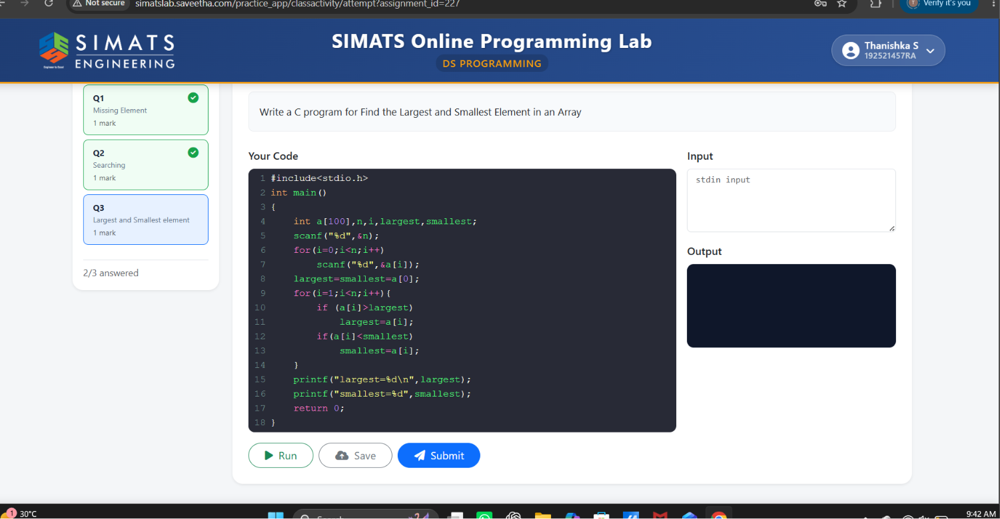 Not secure
simatslab.saveetha.com/practice_app/classactivity/attempt?assignment_id=227
T
Verify it's you
SIMATS
ENGINEERING
Engineer to Excel
SIMATS Online Programming Lab
DS PROGRAMMING
Thanishka S
192521457RA
Q1
Missing Element
1 mark
Q2
Searching
1 mark
Q3
Largest and Smallest element
1 mark
2/3 answered
Write a C program for Find the Largest and Smallest Element in an Array
Your Code
1 #include<stdio.h>
2 int main()
3 {
4     int a[100],n,i,largest,smallest;
5     scanf("%d",&n);
6     for(i=0;i<n;i++)
7         scanf("%d",&a[i]);
8     largest=smallest=a[0];
9     for(i=1;i<n;i++){
10         if (a[i]>largest)
11             largest=a[i];
12         if(a[i]<smallest)
13             smallest=a[i];
14     }
15     printf("largest=%d\n",largest);
16     printf("smallest=%d",smallest);
17     return 0;
18 }
Input
stdin input
Output
Run
Save
Submit
1
30°C
9:42 AM